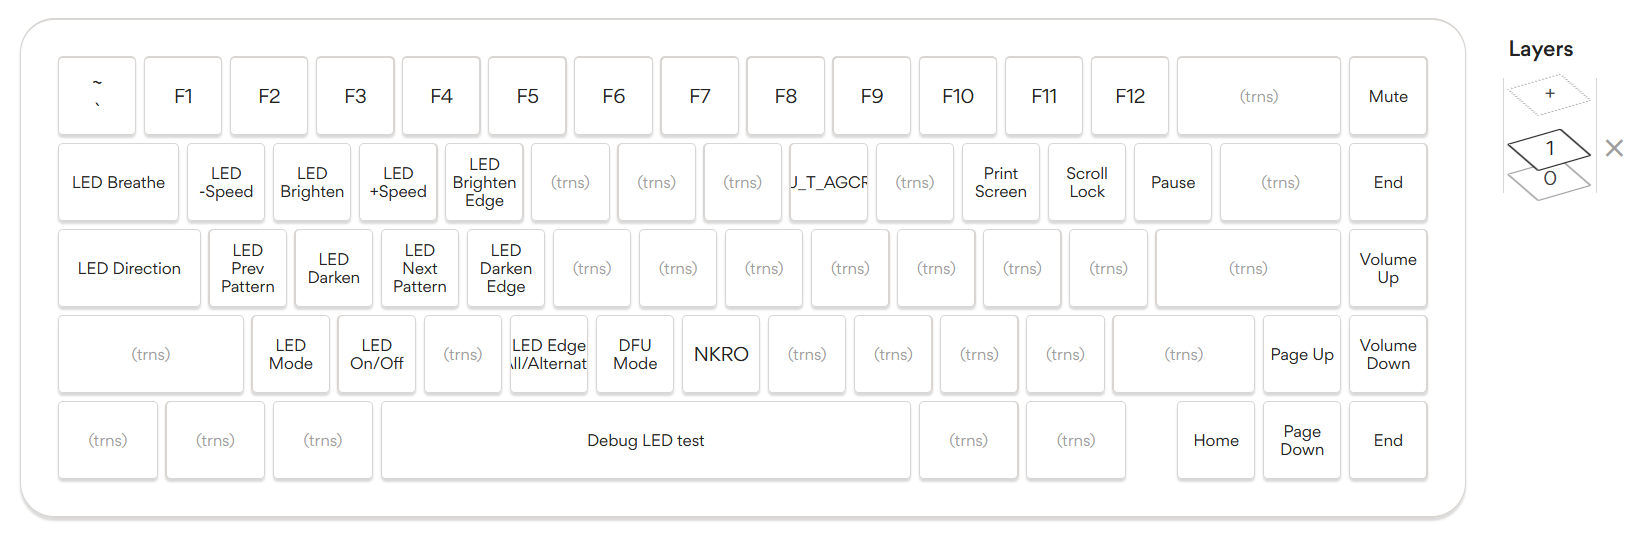 Layers
+
1
0
~
`
F1
F2
F3
F4
F5
F6
F7
F8
F9
F10
F11
F12
(trns)
Mute
LED Breathe
LED
-Speed
LED
Brighten
LED
+Speed
LED
Brighten
Edge
(trns)
(trns)
(trns)
J_T_AGCR
(trns)
Print
Screen
Scroll
Lock
Pause
(trns)
End
LED Direction
LED
Prev
Pattern
LED
Darken
LED
Next
Pattern
LED
Darken
Edge
(trns)
(trns)
(trns)
(trns)
(trns)
(trns)
(trns)
(trns)
Volume
Up
(trns)
LED
Mode
LED
On/Off
(trns)
LED Edge
ll/Alternat
DFU
Mode
NKRO
(trns)
(trns)
(trns)
(trns)
(trns)
Page Up
Volume
Down
(trns)
(trns)
(trns)
Debug LED test
(trns)
(trns)
Home
Page
Down
End